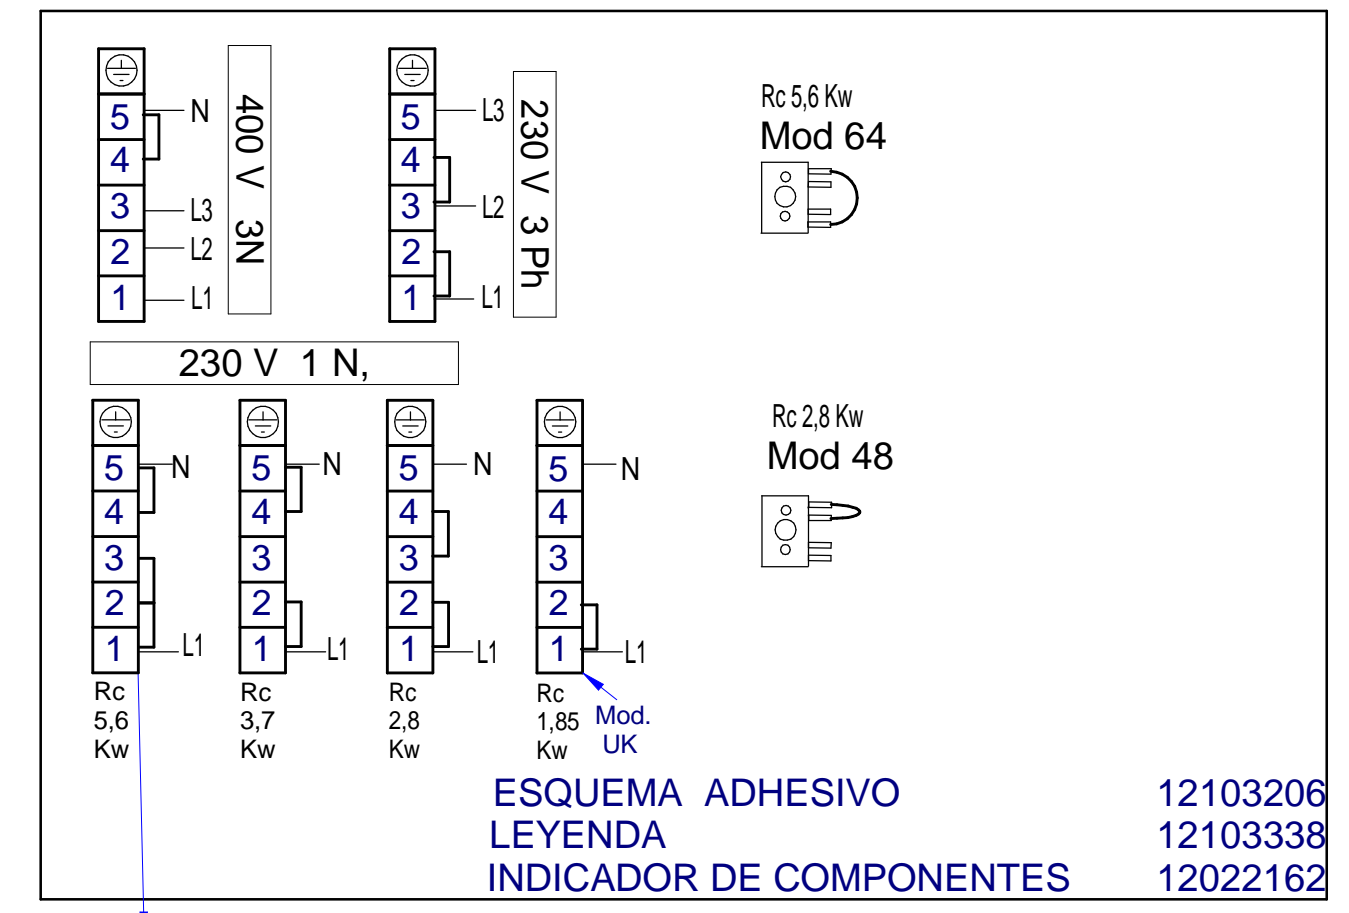 5 N
4
3 L3
2 L2
1 L1
400 V 3N
5 L3
4
3 L2
2
1 L1
230 V 3 Ph
Rc 5,6 Kw
Mod 64
230 V 1 N,
5 N
4
3
2
1 L1
Rc
5,6
Kw
5 N
4
3
2
1 L1
Rc
3,7
Kw
5 N
4
3
2
1 L1
Rc
2,8
Kw
5 N
4
3
2
1 L1
Rc
1,85
Kw
Mod.
UK
Rc 2,8 Kw
Mod 48
ESQUEMA ADHESIVO 12103206
LEYENDA 12103338
INDICADOR DE COMPONENTES 12022162